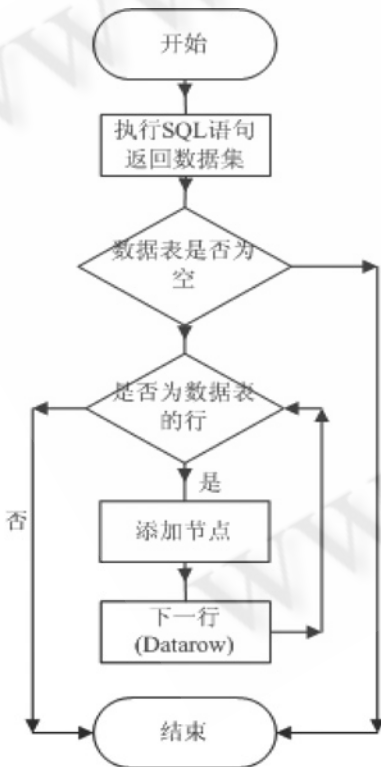 开始
执行SQL语句
返回数据集
数据表是否为
空
是否为数据表
的行
是
否
添加节点
下一行
(Datarow)
结束